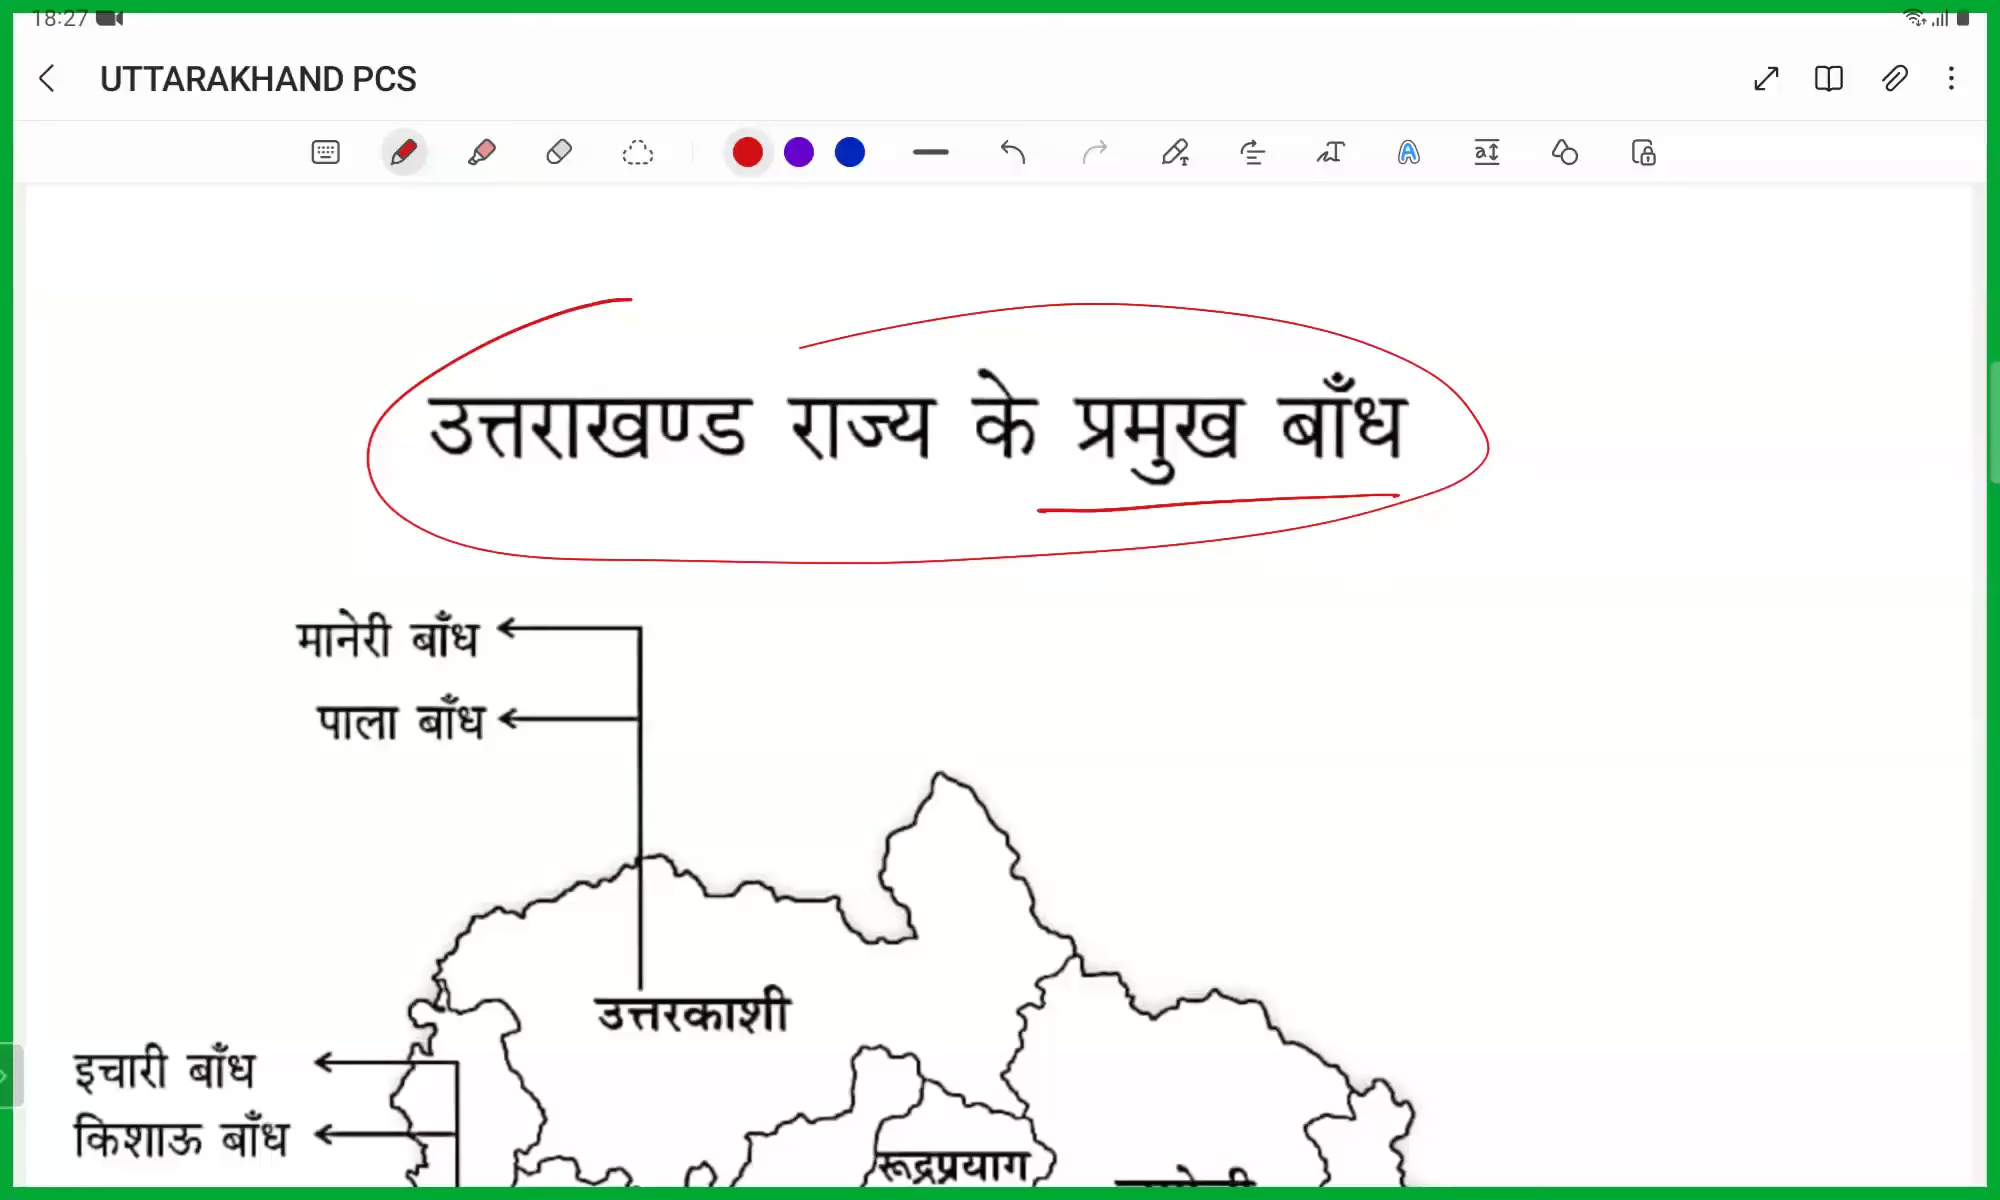 18:27
UTTARAKHAND PCS
उत्तराखण्ड राज्य के प्रमुख बाँध
मानेरी बाँध
पाला बाँध
उत्तरकाशी
इचारी बाँध
किशाऊ बाँध
रूद्रप्रयाग